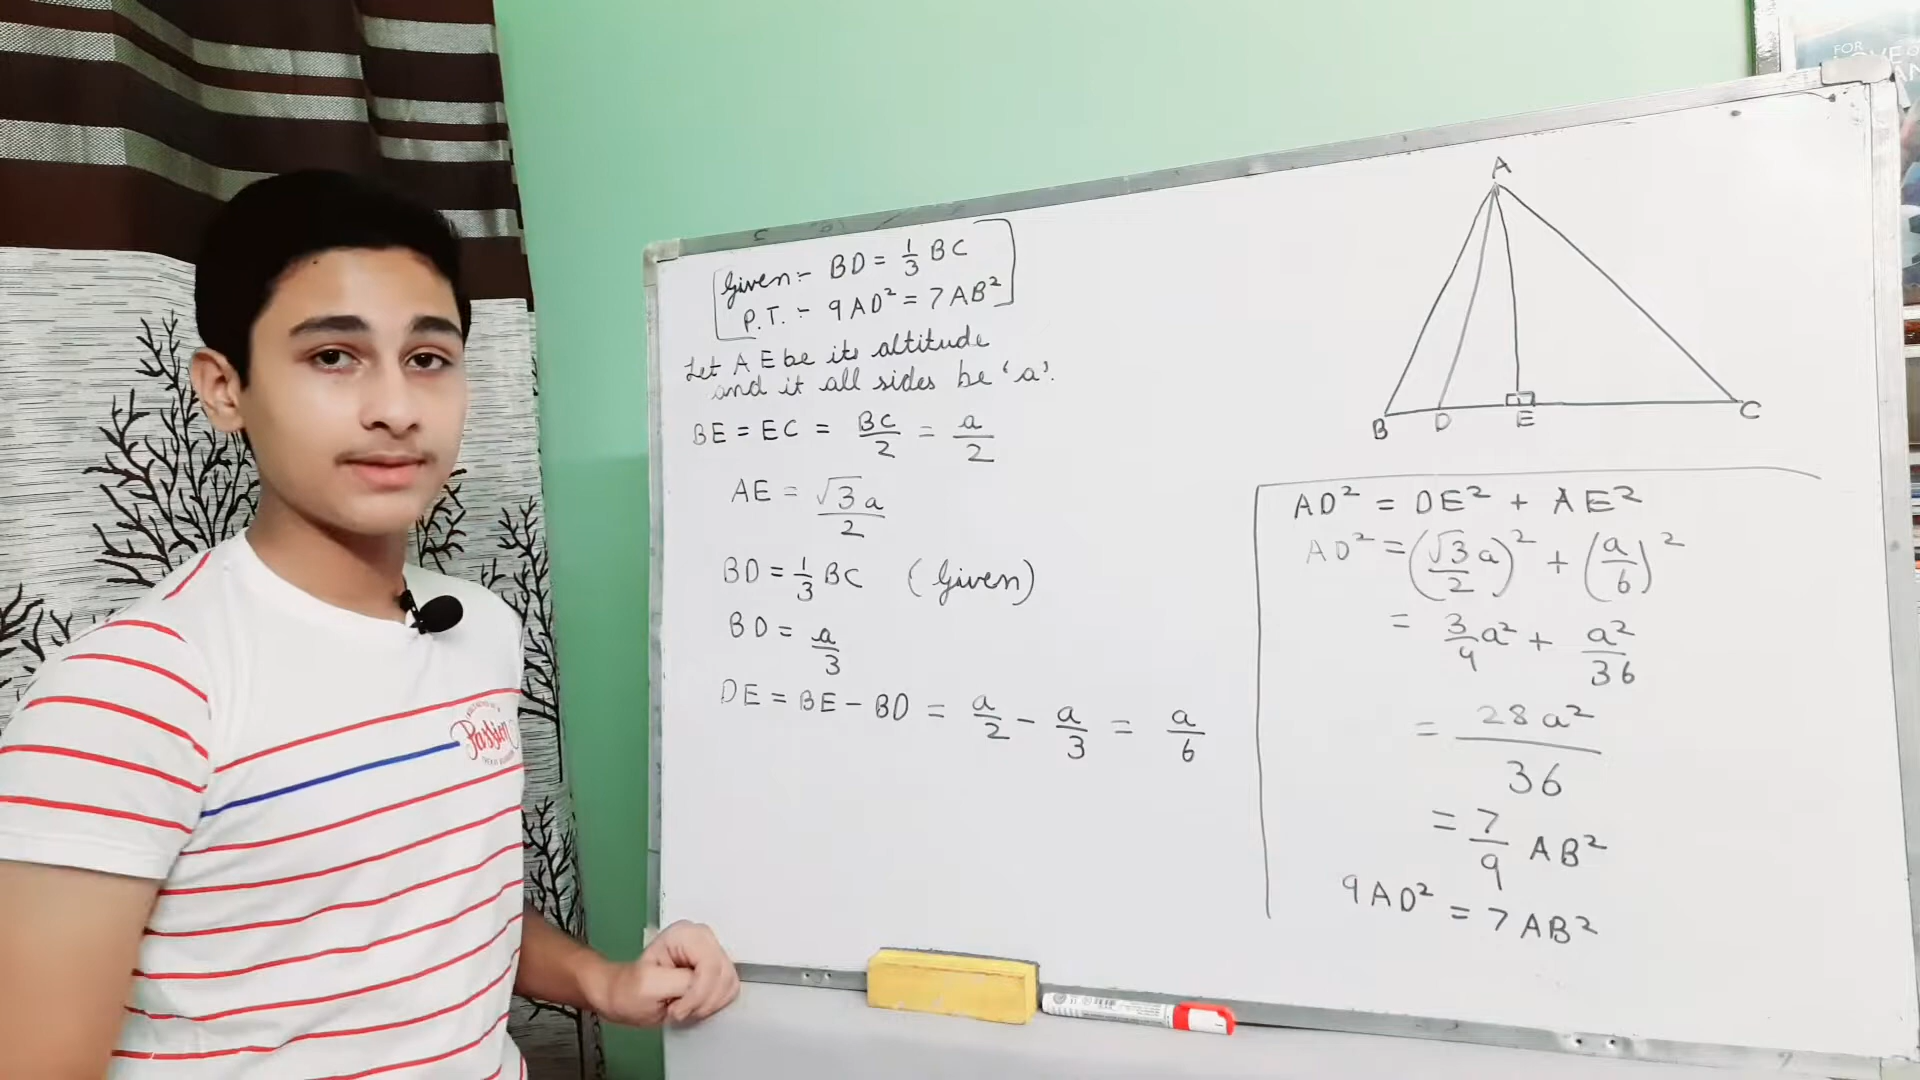 Given:- BD = 1/3 BC
P.T. :- 9AD² = 7AB²
Let AE be its altitude
and it all sides be 'a'.
BE = EC = BC/2 = a/2
AE = √3a/2
BD = 1/3 BC (Given)
BD = a/3
DE = BE - BD = a/2 - a/3 = a/6
A
B D E C
AD² = DE² + AE²
AD² = (√3/2 a)² + (a/6)²
= 3/4 a² + a²/36
= 28a²/36
= 7/9 AB²
9AD² = 7AB²
Passion
FOR